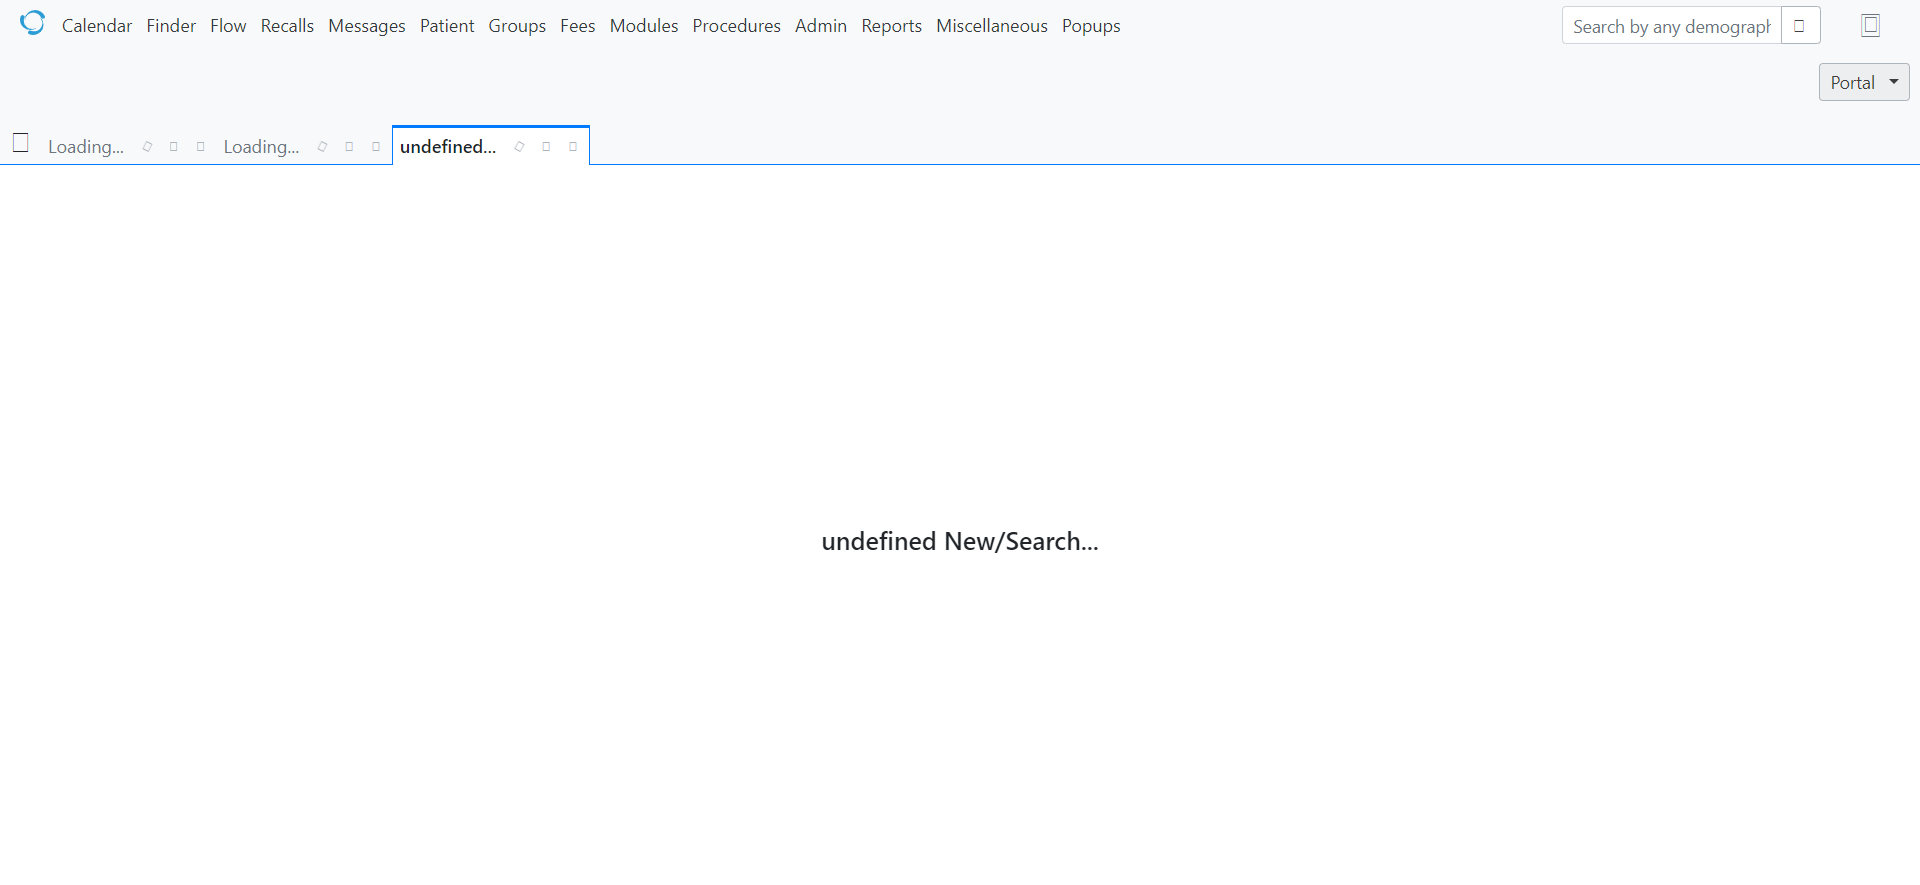 Calendar Finder Flow Recalls Messages Patient Groups Fees Modules Procedures Admin Reports Miscellaneous Popups Search by any demograph
Portal
Loading... Loading... undefined...
undefined New/Search...